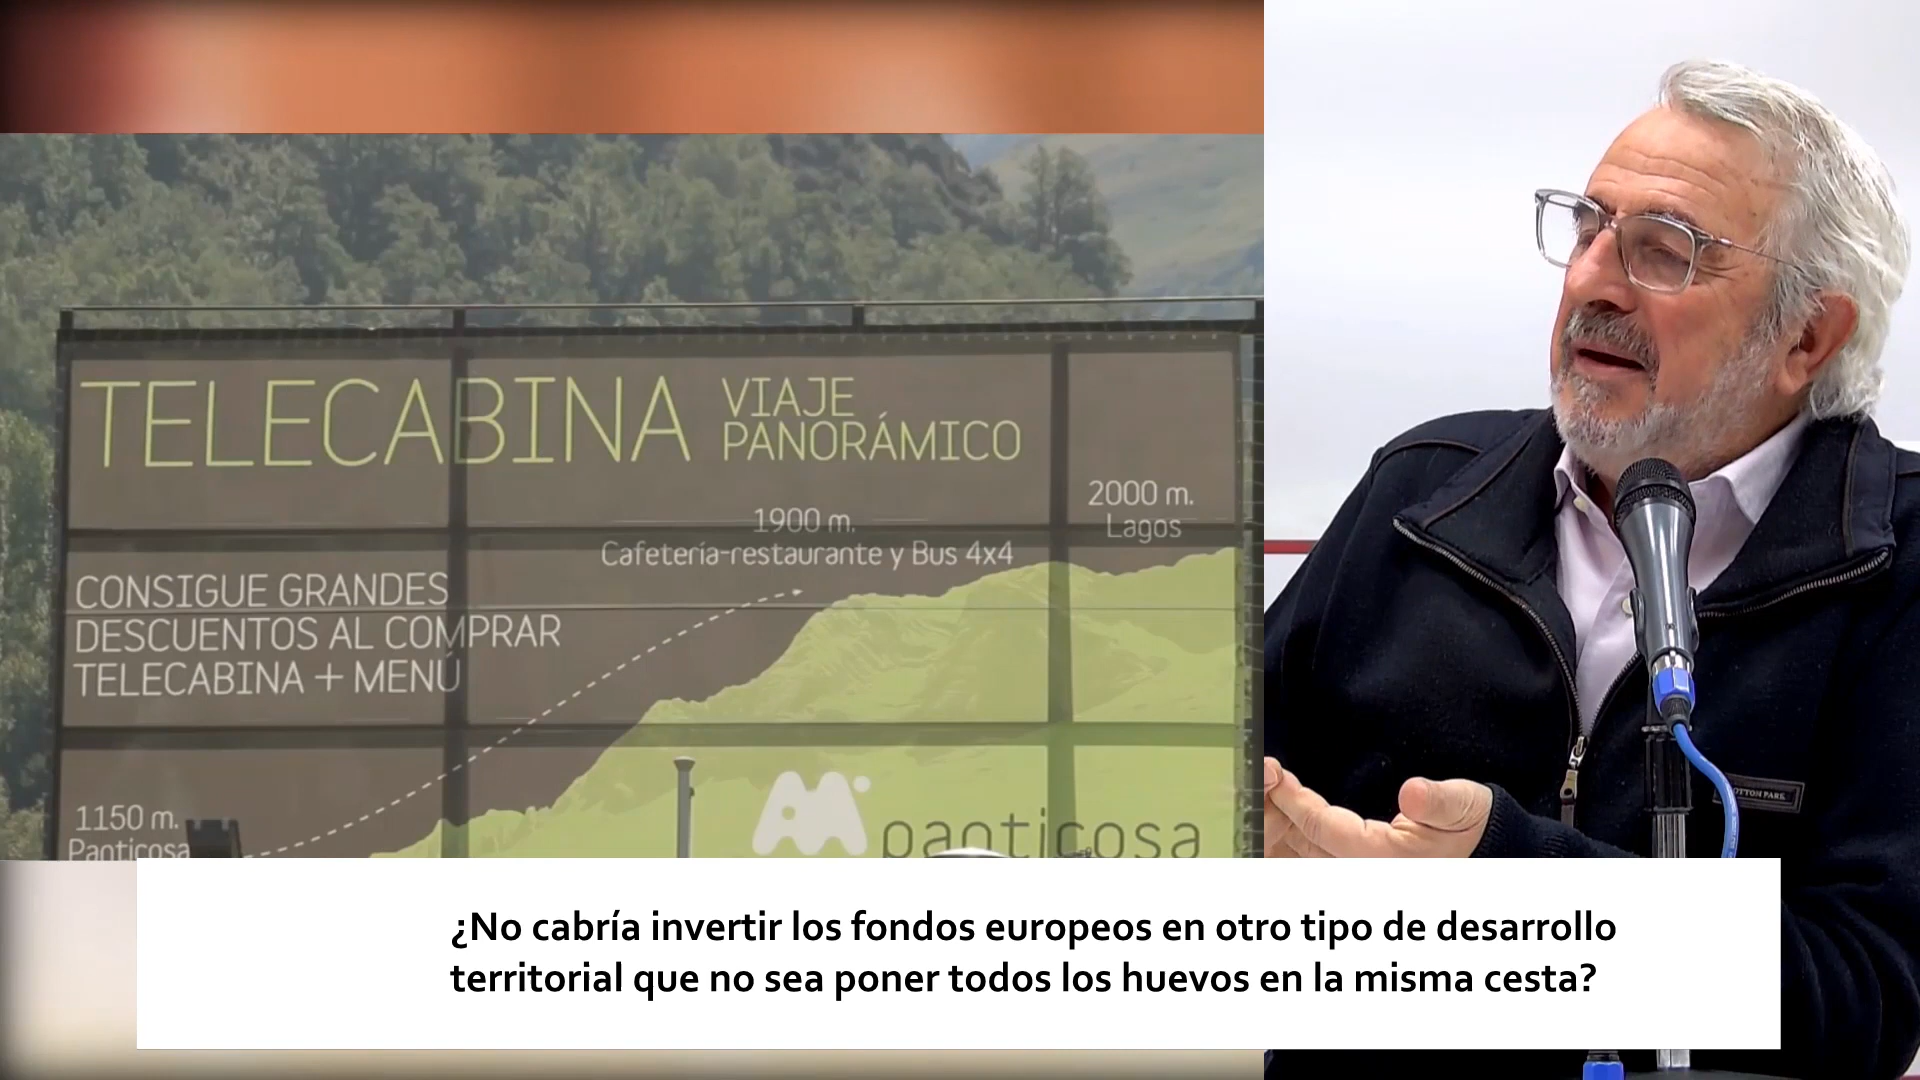 TELECABINA
VIAJE
PANORÁMICO
2000 m.
Lagos
1900 m.
Cafetería-restaurante y Bus 4x4
CONSIGUE GRANDES
DESCUENTOS AL COMPRAR
TELECABINA + MENÚ
1150 m.
Panticosa
panticosa
¿No cabría invertir los fondos europeos en otro tipo de desarrollo
territorial que no sea poner todos los huevos en la misma cesta?